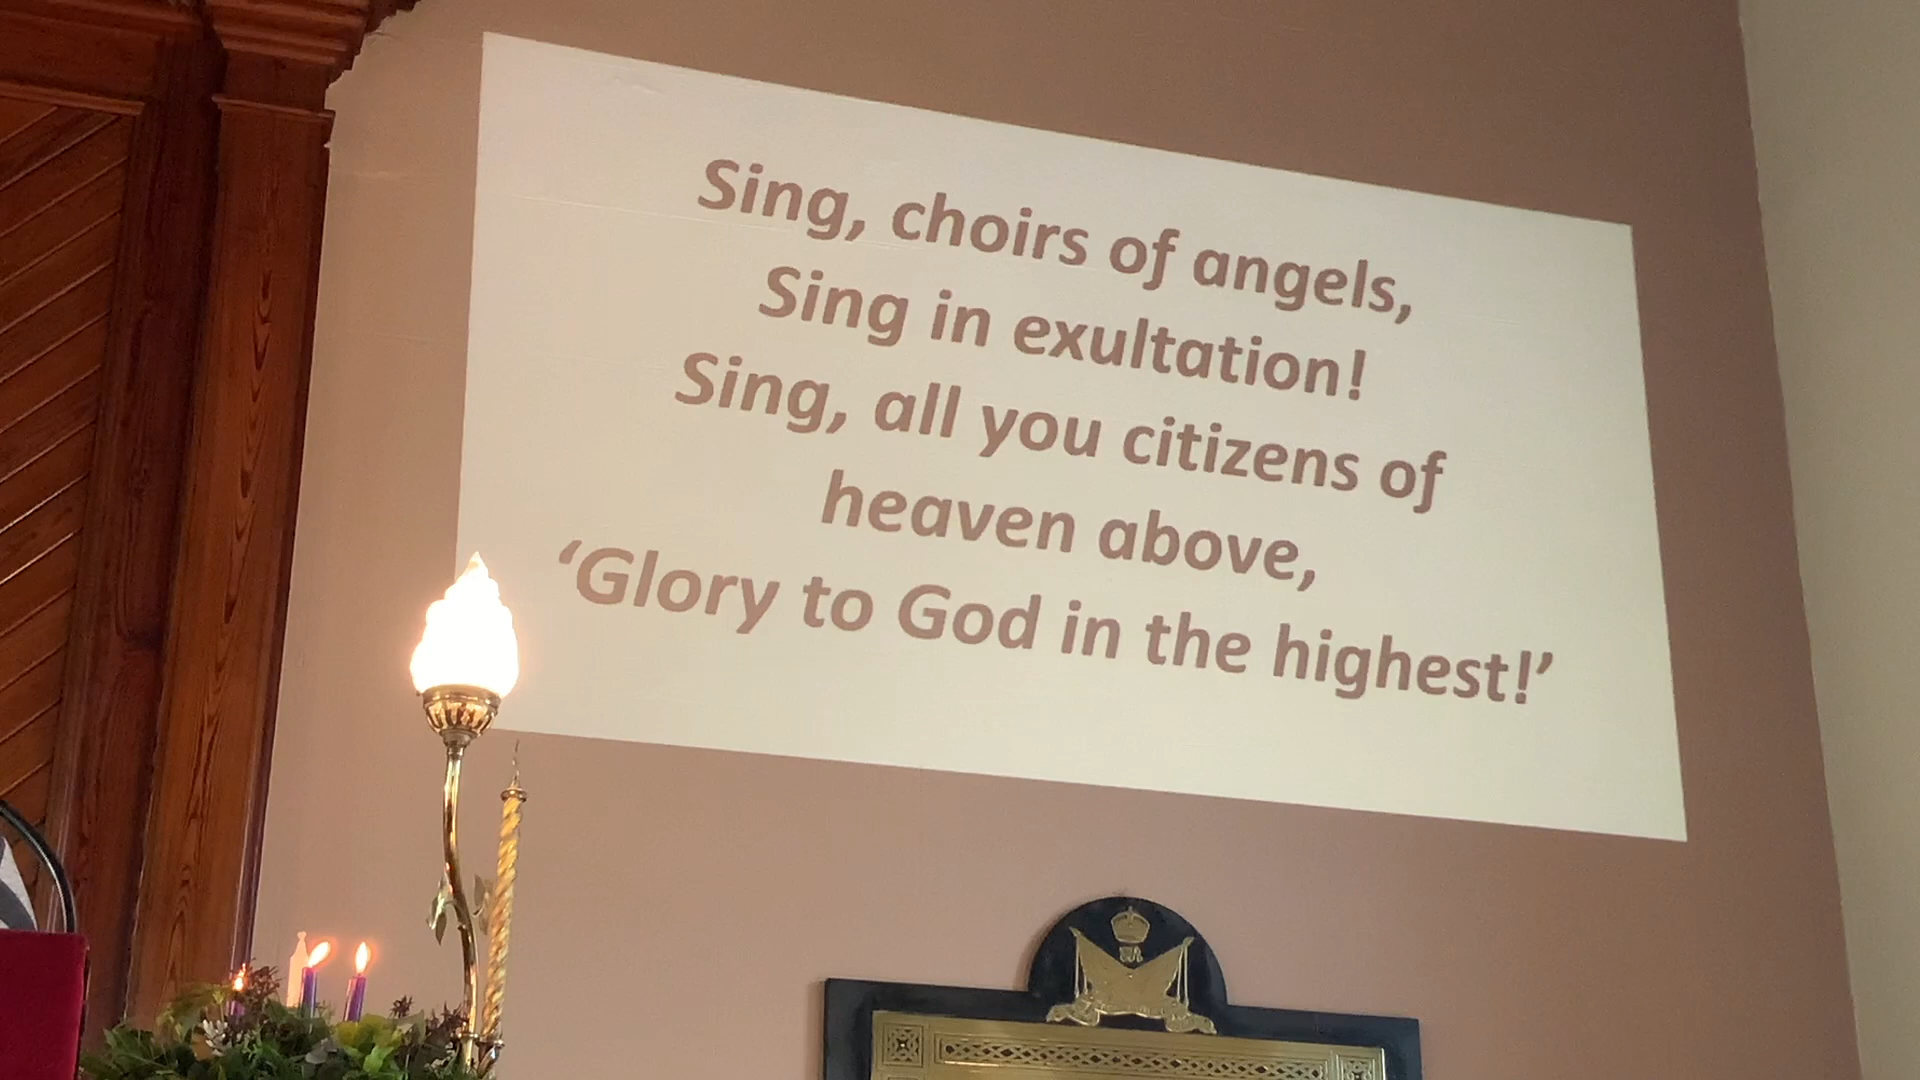 Sing, choirs of angels,
Sing in exultation!
Sing, all you citizens of
heaven above,
‘Glory to God in the highest!’